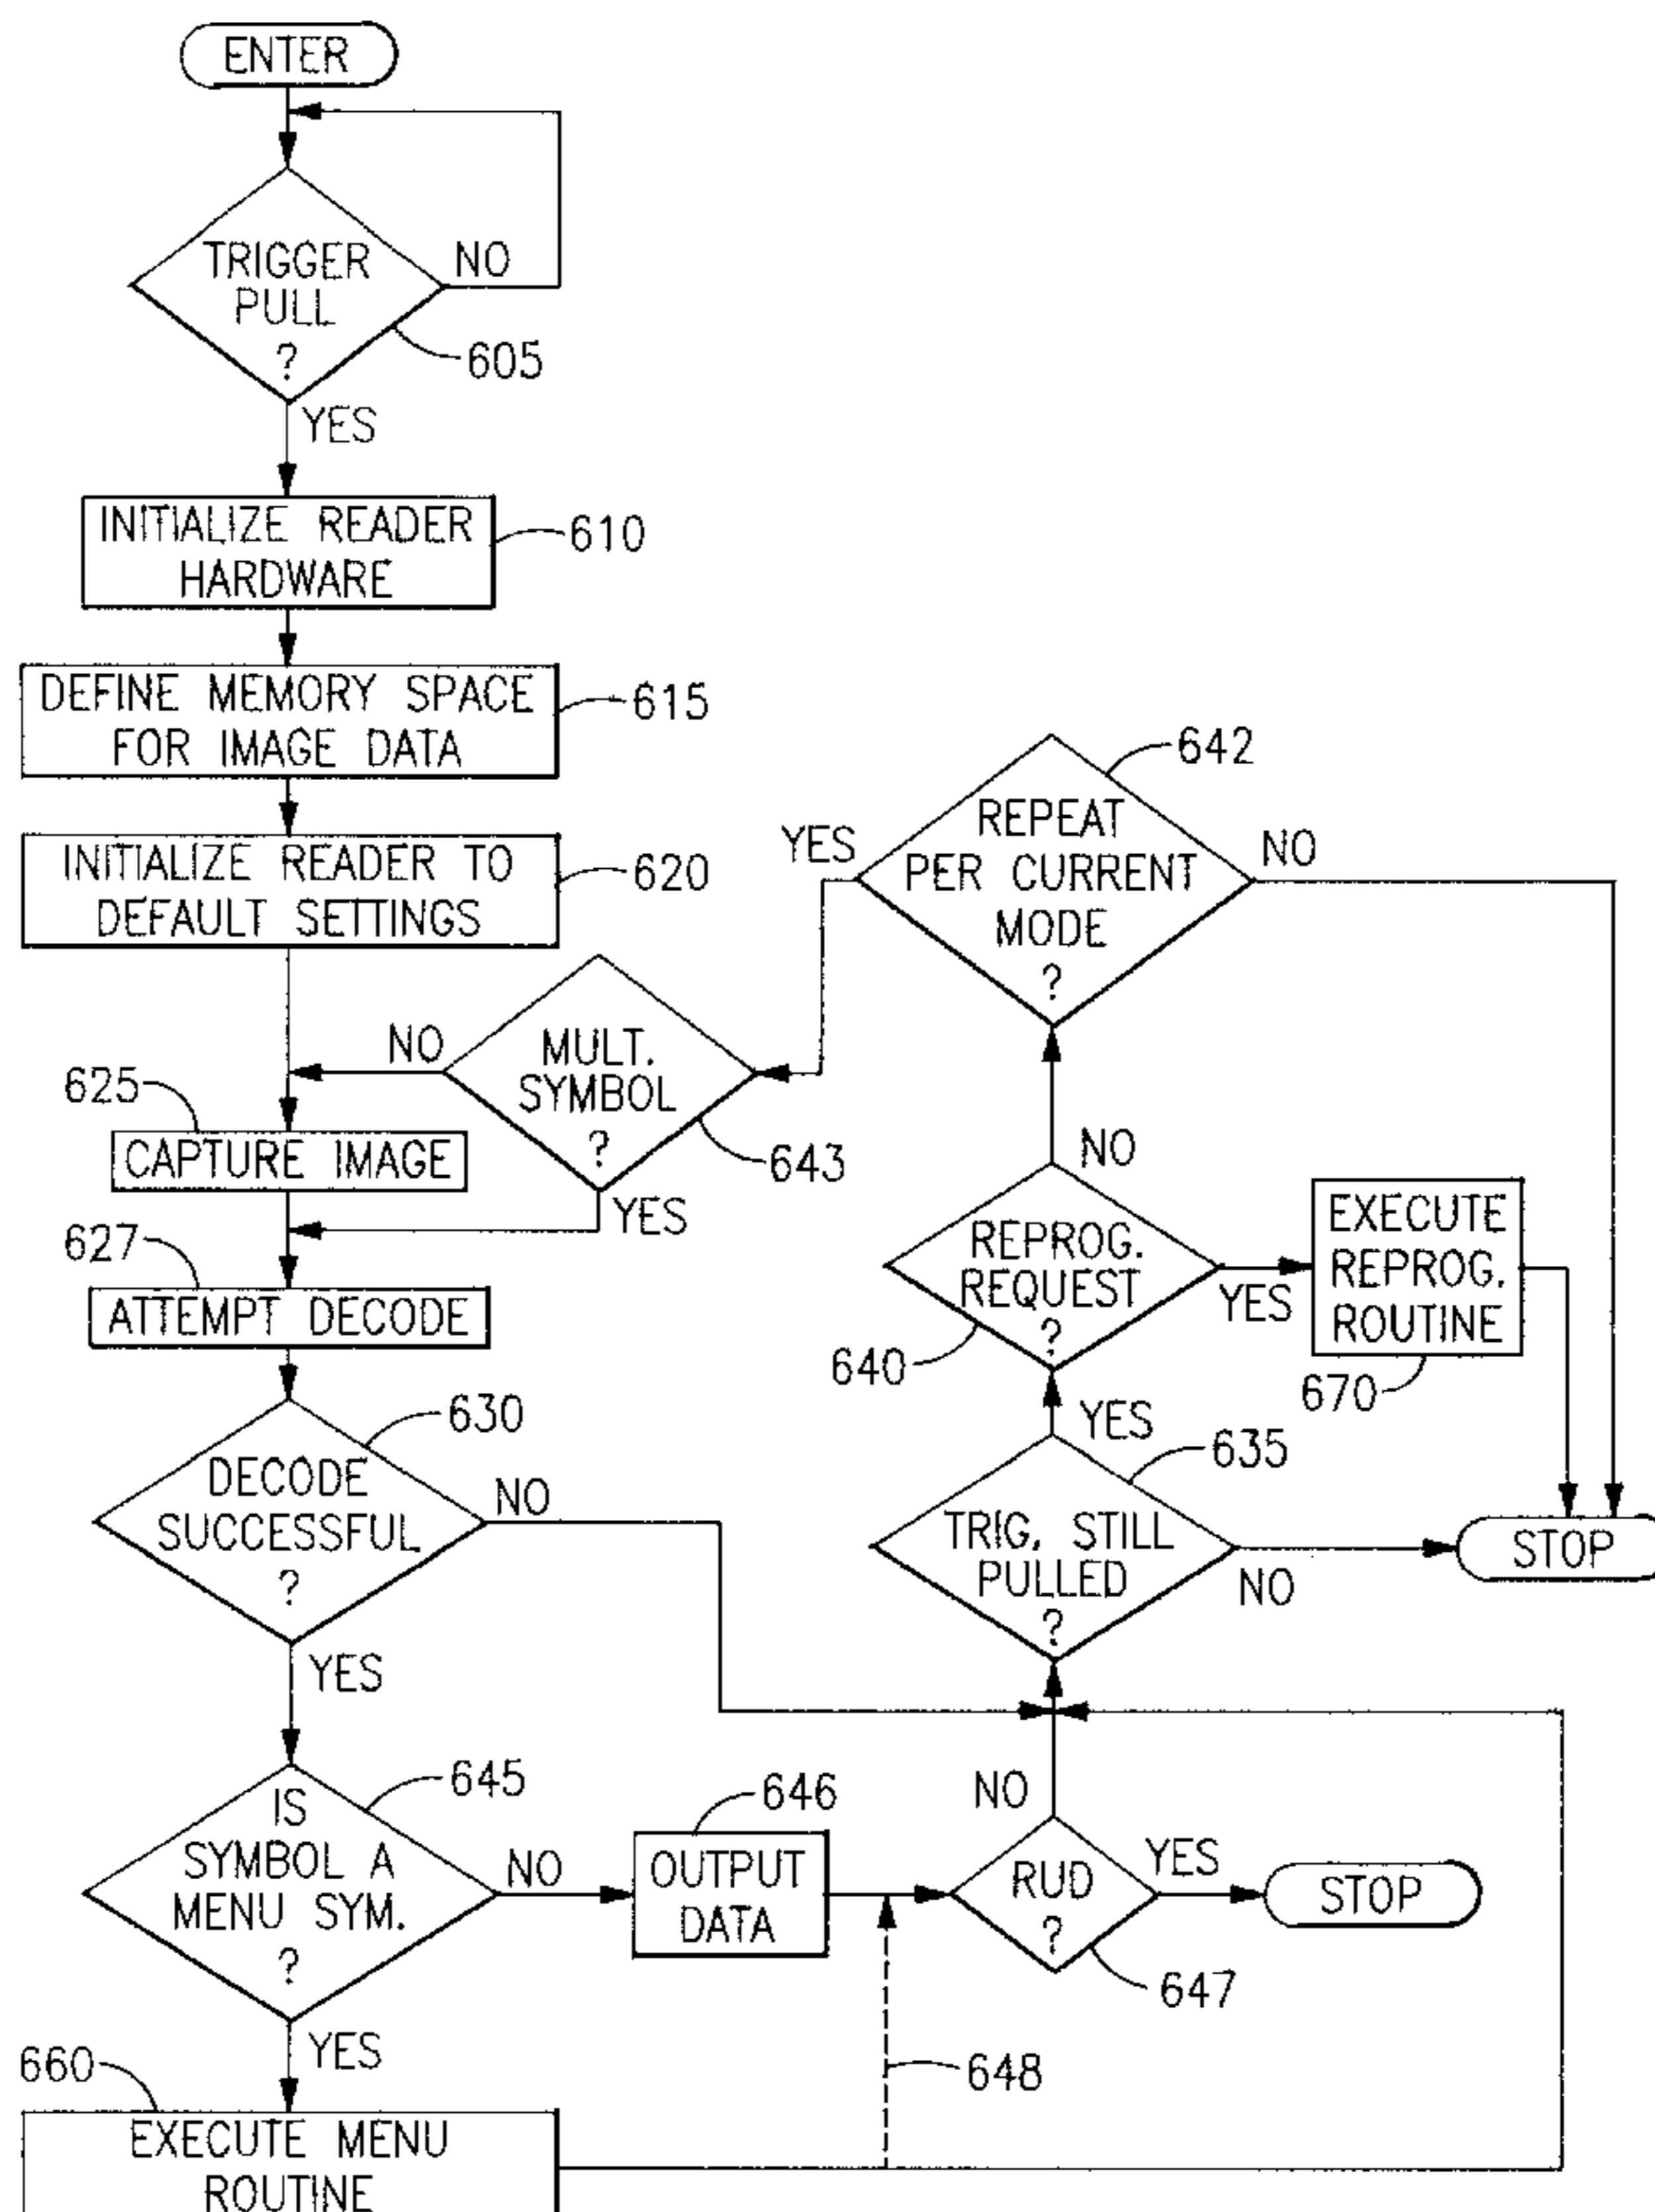 ENTER
TRIGGER
PULL
?
NO
605
YES
INITIALIZE READER
HARDWARE
610
DEFINE MEMORY SPACE
FOR IMAGE DATA
615
INITIALIZE READER TO
DEFAULT SETTINGS
620
625
CAPTURE IMAGE
627
ATTEMPT DECODE
NO
MULT.
SYMBOL
?
643
YES
YES
REPEAT
PER CURRENT
MODE
?
642
NO
NO
REPROG.
REQUEST
?
640
YES
EXECUTE
REPROG.
ROUTINE
670
YES
TRIG. STILL
PULLED
?
635
NO
STOP
DECODE
SUCCESSFUL
?
630
NO
YES
IS
SYMBOL A
MENU SYM.
?
645
NO
646
OUTPUT
DATA
NO
RUD
?
YES
647
STOP
648
YES
660
EXECUTE MENU
ROUTINE